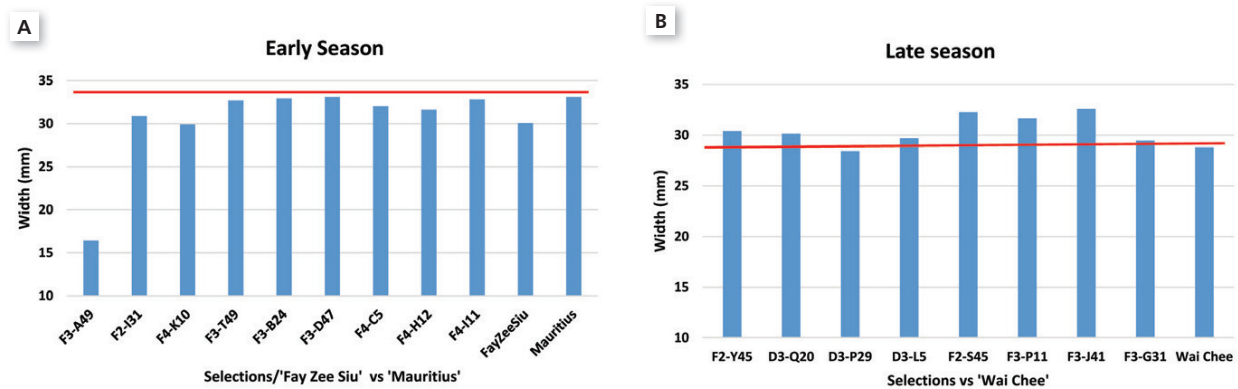 A
Early Season
35
30
25
20
15
10
Width (mm)
F3-A49
F2-I31
F4-K10
F3-T49
F3-B24
F3-D47
F4-C5
F4-H12
F4-I11
FayZeeSiu
Mauritius
Selections/'Fay Zee Siu' vs 'Mauritius'
B
Late season
35
30
25
20
15
10
Width (mm)
F2-Y45 D3-Q20 D3-P29 D3-L5 F2-S45 F3-P11 F3-J41 F3-G31 Wai Chee
Selections vs 'Wai Chee'